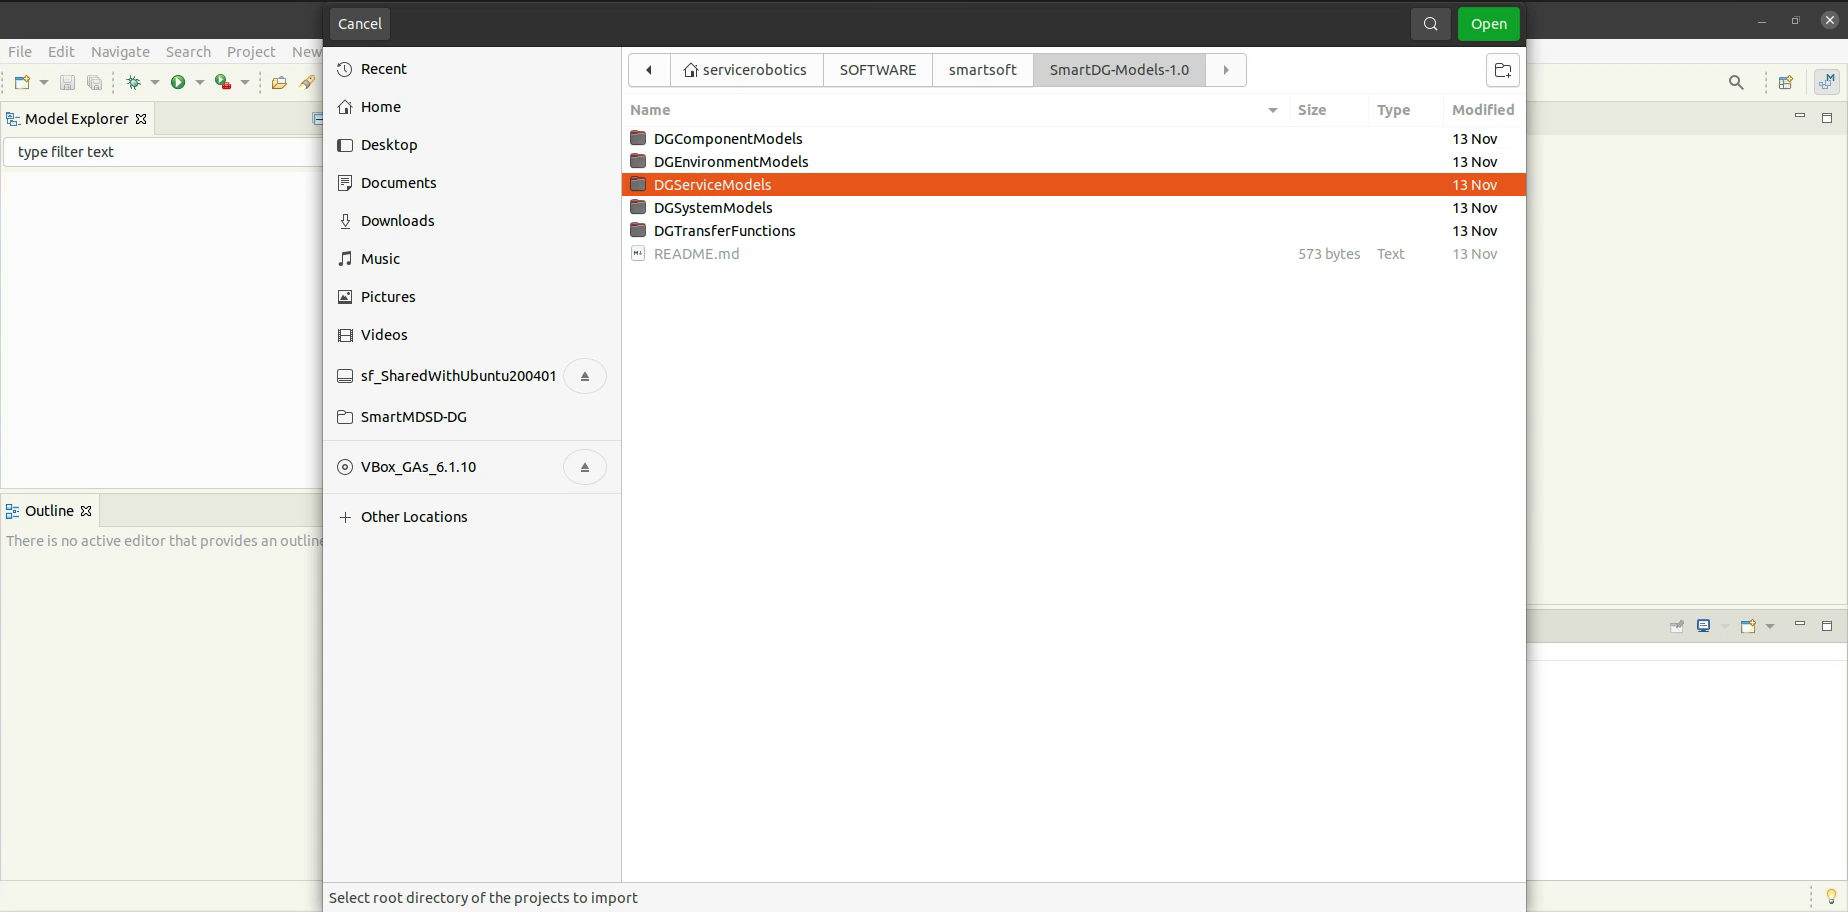 Cancel
Open
File Edit Navigate Search Project New
Recent
servicerobotics SOFTWARE smartsoft SmartDG-Models-1.0
Model Explorer
Home
Name Size Type Modified
type filter text
Desktop
DGComponentModels 13 Nov
DGEnvironmentModels 13 Nov
Documents
DGServiceModels 13 Nov
DGSystemModels 13 Nov
Downloads
DGTransferFunctions 13 Nov
README.md 573 bytes Text 13 Nov
Music
Pictures
Videos
sf_SharedWithUbuntu200401
SmartMDSD-DG
VBox_GAs_6.1.10
Outline
Other Locations
There is no active editor that provides an outline
Select root directory of the projects to import